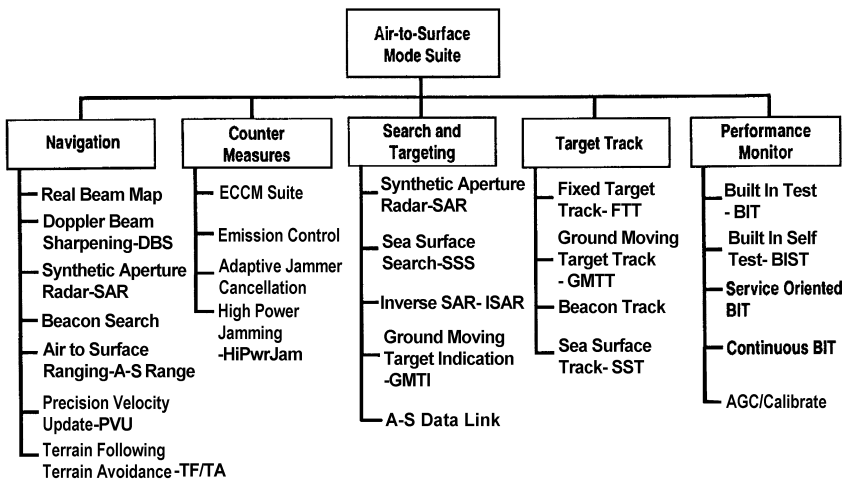 Air-to-Surface
Mode Suite
Navigation
Real Beam Map
Doppler Beam
Sharpening-DBS
Synthetic Aperture
Radar-SAR
Beacon Search
Air to Surface
Ranging-A-S Range
Precision Velocity
Update-PVU
Terrain Following
Terrain Avoidance-TF/TA
Counter
Measures
ECCM Suite
Emission Control
Adaptive Jammer
Cancellation
High Power
Jamming
-HiPwrJam
Search and
Targeting
Synthetic Aperture
Radar-SAR
Sea Surface
Search-SSS
Inverse SAR- ISAR
Ground Moving
Target Indication
-GMTI
A-S Data Link
Target Track
Fixed Target
Track- FTT
Ground Moving
Target Track
- GMTT
Beacon Track
Sea Surface
Track- SST
Performance
Monitor
Built In Test
- BIT
Built In Self
Test- BIST
Service Oriented
BIT
Continuous BIT
AGC/Calibrate